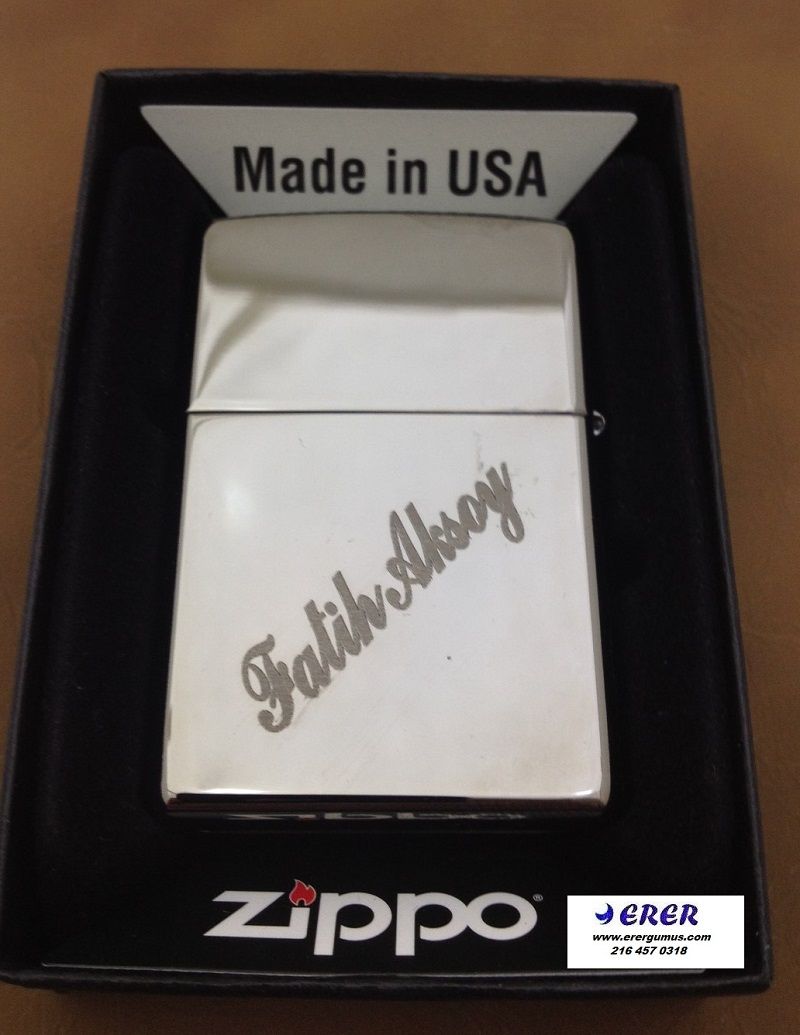 Made in USA
Fatih Aksoy
zippo®
ERER
www.erergumus.com
216 457 0318